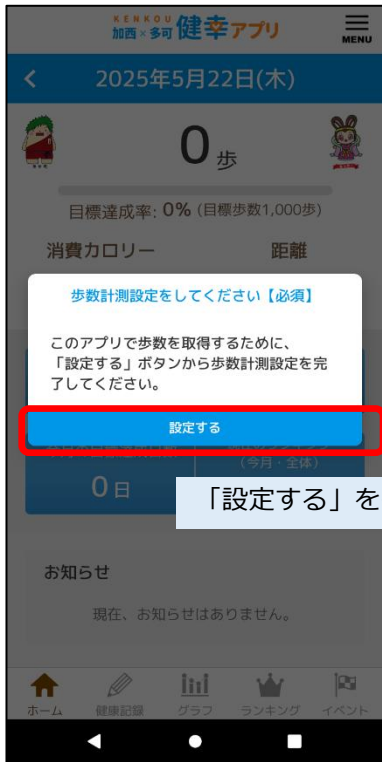 KENKOU
加西×多可 健幸アプリ
MENU
2025年5月22日(木)
0 歩
目標達成率: 0% (目標歩数1,000歩)
消費カロリー 距離
歩数計測設定をしてください【必須】
このアプリで歩数を取得するために、
「設定する」ボタンから歩数計測設定を完
了してください。
設定する
(今月・全体)
0 日
「設定する」を
お知らせ
現在、お知らせはありません。
ホーム 健康記録 グラフ ランキング イベント